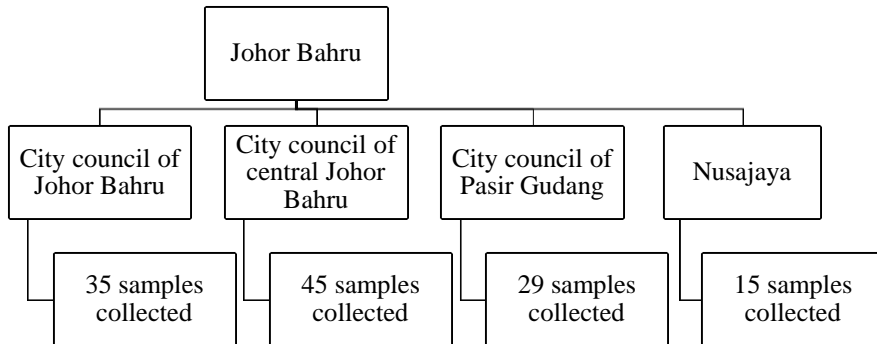 Johor Bahru
City council of
Johor Bahru
City council of
central Johor
Bahru
City council of
Pasir Gudang
Nusajaya
35 samples
collected
45 samples
collected
29 samples
collected
15 samples
collected